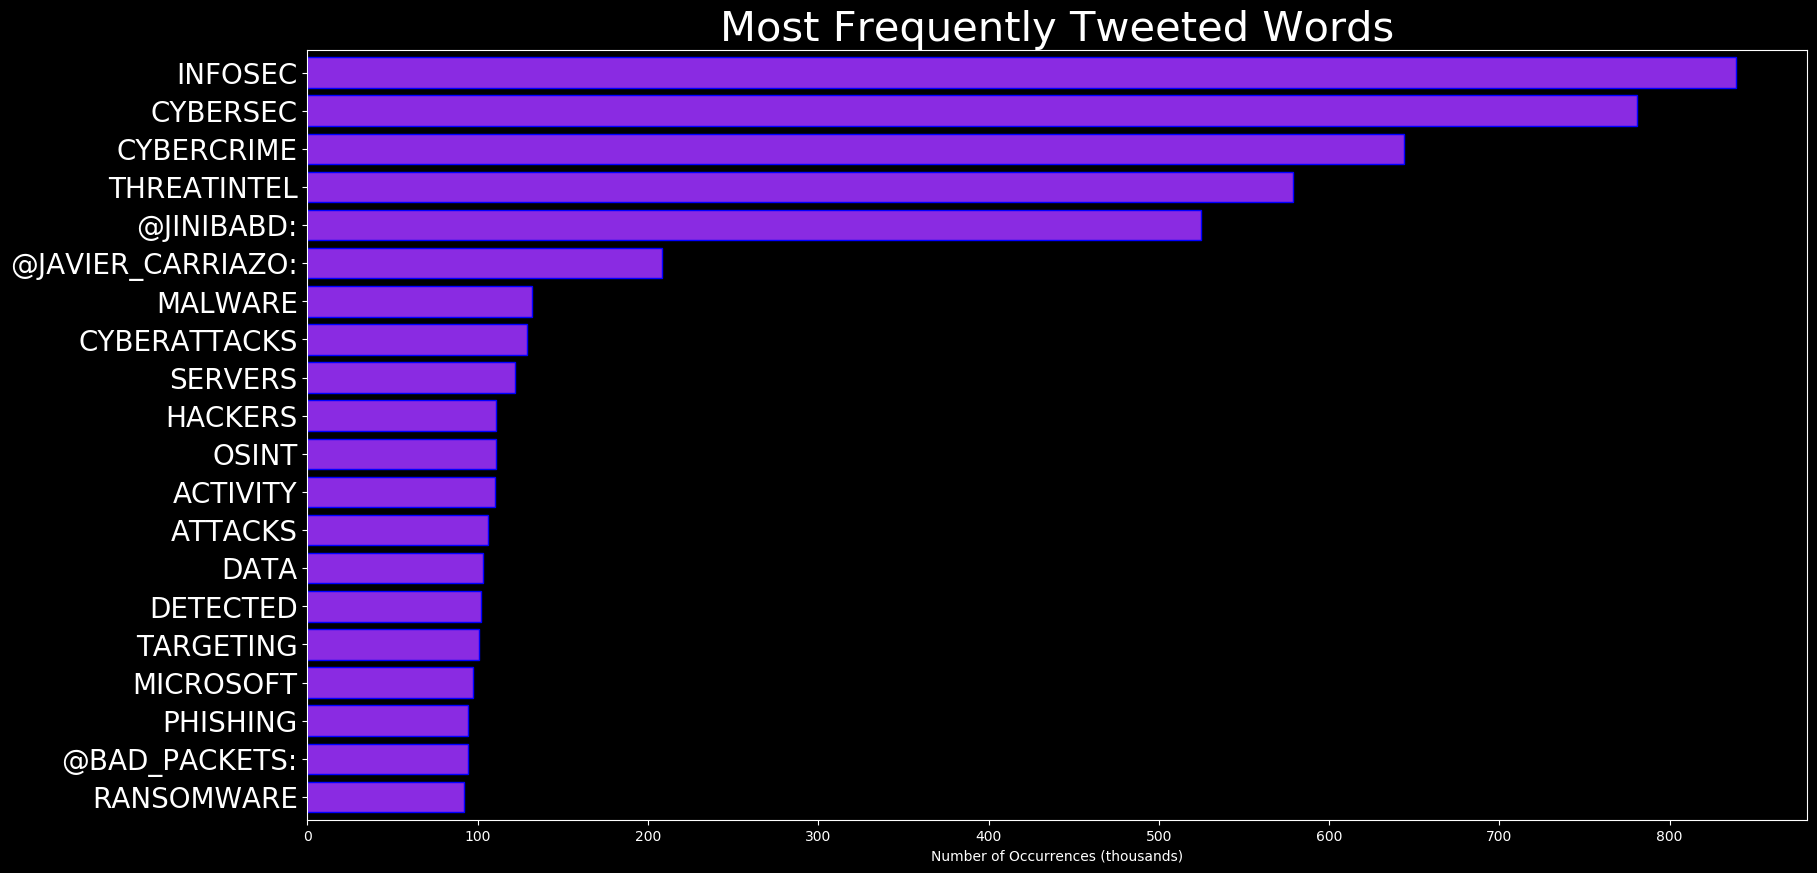 Most Frequently Tweeted Words
INFOSEC
CYBERSEC
CYBERCRIME
THREATINTEL
@JINIBABD:
@JAVIER_CARRIAZO:
MALWARE
CYBERATTACKS
SERVERS
HACKERS
OSINT
ACTIVITY
ATTACKS
DATA
DETECTED
TARGETING
MICROSOFT
PHISHING
@BAD_PACKETS:
RANSOMWARE
0 100 200 300 400 500 600 700 800
Number of Occurrences (thousands)